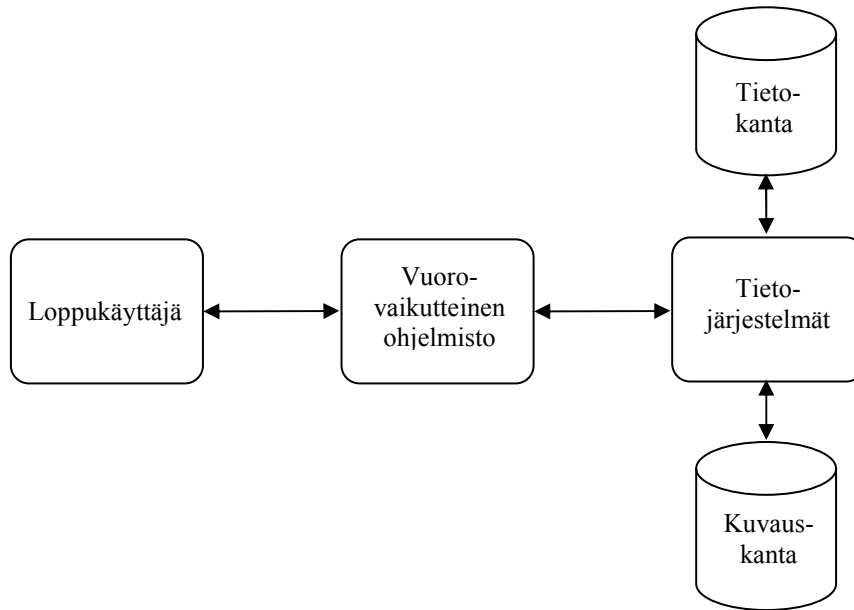 Tieto-
kanta
Loppukäyttäjä
Vuoro-
vaikutteinen
ohjelmisto
Tieto-
järjestelmät
Kuvaus-
kanta